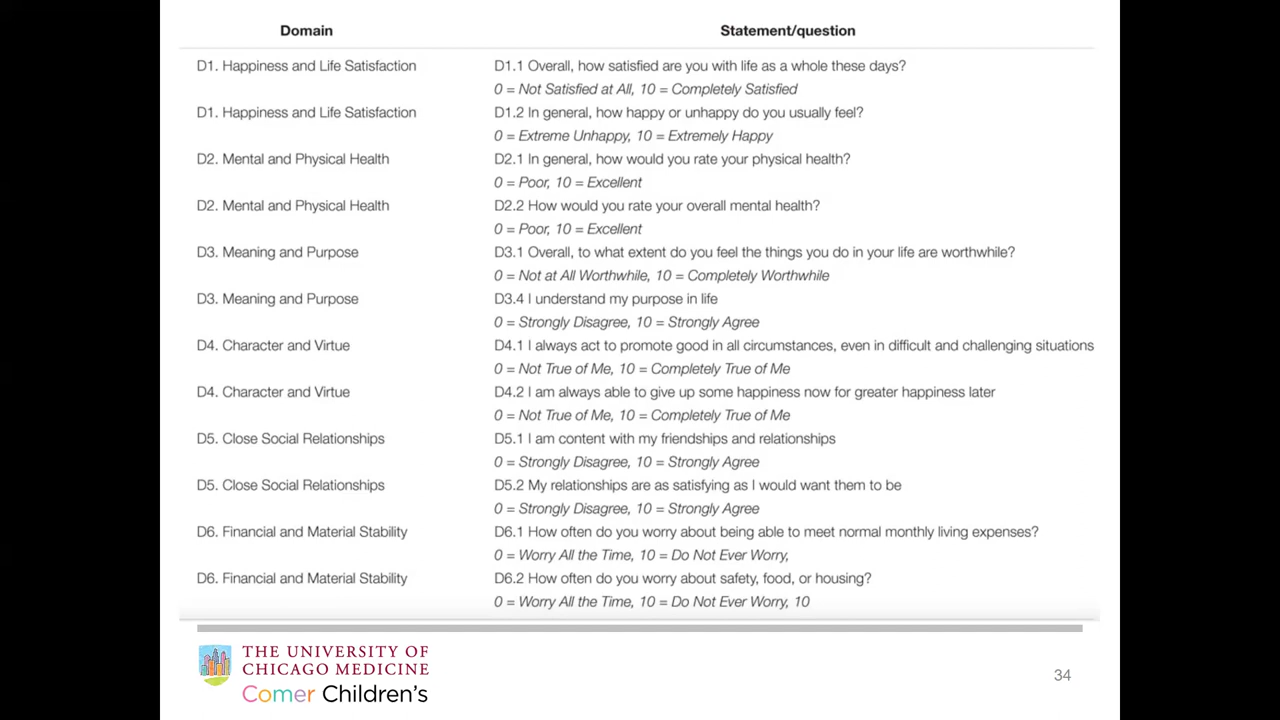 Domain Statement/question
D1. Happiness and Life Satisfaction D1.1 Overall, how satisfied are you with life as a whole these days?
0 = Not Satisfied at All, 10 = Completely Satisfied
D1. Happiness and Life Satisfaction D1.2 In general, how happy or unhappy do you usually feel?
0 = Extreme Unhappy, 10 = Extremely Happy
D2. Mental and Physical Health D2.1 In general, how would you rate your physical health?
0 = Poor, 10 = Excellent
D2. Mental and Physical Health D2.2 How would you rate your overall mental health?
0 = Poor, 10 = Excellent
D3. Meaning and Purpose D3.1 Overall, to what extent do you feel the things you do in your life are worthwhile?
0 = Not at All Worthwhile, 10 = Completely Worthwhile
D3. Meaning and Purpose D3.4 I understand my purpose in life
0 = Strongly Disagree, 10 = Strongly Agree
D4. Character and Virtue D4.1 I always act to promote good in all circumstances, even in difficult and challenging situations
0 = Not True of Me, 10 = Completely True of Me
D4. Character and Virtue D4.2 I am always able to give up some happiness now for greater happiness later
0 = Not True of Me, 10 = Completely True of Me
D5. Close Social Relationships D5.1 I am content with my friendships and relationships
0 = Strongly Disagree, 10 = Strongly Agree
D5. Close Social Relationships D5.2 My relationships are as satisfying as I would want them to be
0 = Strongly Disagree, 10 = Strongly Agree
D6. Financial and Material Stability D6.1 How often do you worry about being able to meet normal monthly living expenses?
0 = Worry All the Time, 10 = Do Not Ever Worry,
D6. Financial and Material Stability D6.2 How often do you worry about safety, food, or housing?
0 = Worry All the Time, 10 = Do Not Ever Worry, 10
THE UNIVERSITY OF
CHICAGO MEDICINE
Comer Children's
34